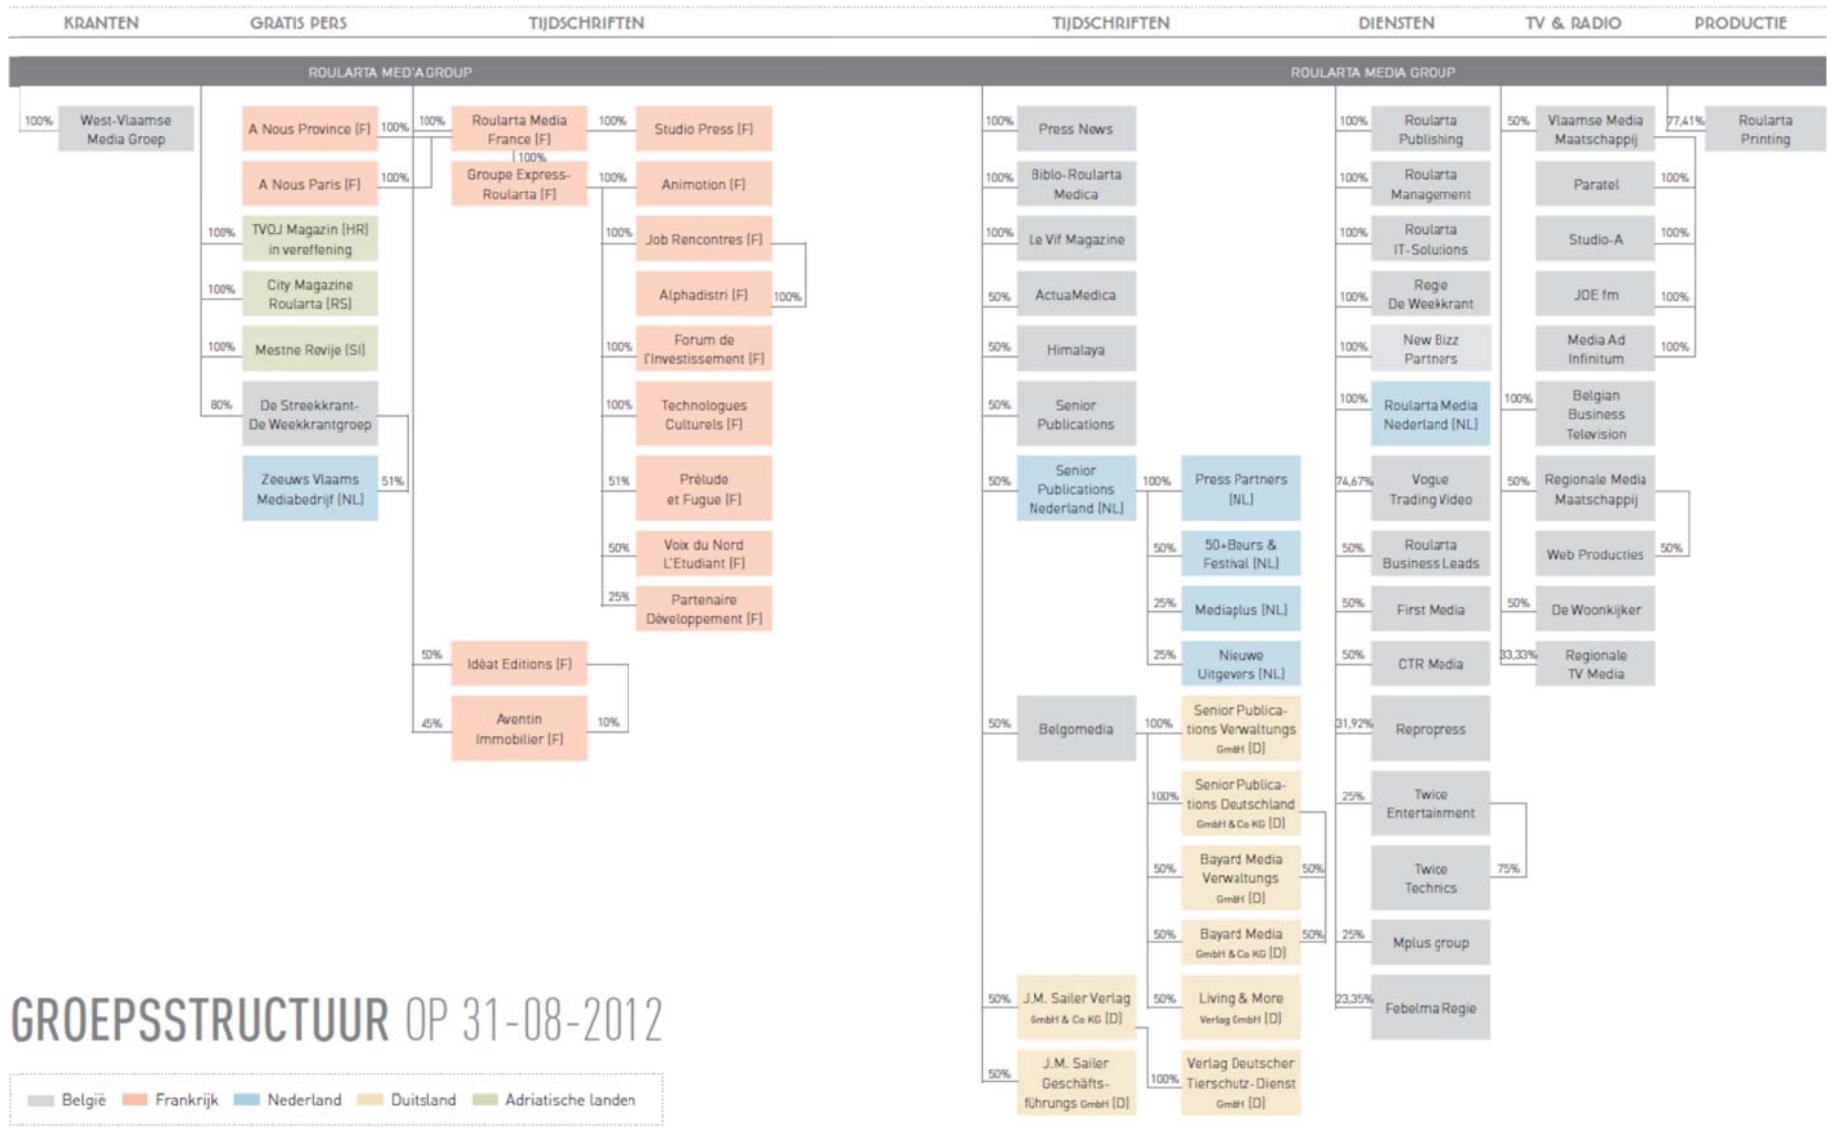 KRANTEN
GRATIS PERS
TIJDSCHRIFTEN
TIJDSCHRIFTEN
DIENSTEN
TV & RADIO
PRODUCTIE
ROULARTA MED'A GROUP
ROULARTA MEDIA GROUP
100%
West-Vlaamse
Media Groep
A Nous Province (F)
100%
A Nous Paris (F)
100%
100%
TVOJ Magazin (HR)
in vereffening
100%
City Magazine
Roularta (RS)
100%
Mestne Revije (SI)
80%
De Streekkrant-
De Weekkrantgroep
Zeeuws Vlaams
Mediabedrijf (NL)
51%
100%
Roularta Media
France (F)
100%
Groupe Express-
Roularta (F)
50%
Idéat Editions (F)
45%
Aventin
Immobilier (F)
10%
100%
Studio Press (F)
100%
Animotion (F)
100%
Job Rencontres (F)
Alphadistri (F)
100%
100%
Forum de
l'Investissement (F)
100%
Technologues
Culturels (F)
51%
Prélude
et Fugue (F)
50%
Voix du Nord
L'Etudiant (F)
25%
Partenaire
Développement (F)
100%
Press News
100%
Biblo-Roularta
Medica
100%
Le Vif Magazine
50%
ActuaMedica
50%
Himalaya
50%
Senior
Publications
50%
Senior
Publications
Nederland (NL)
100%
Press Partners
(NL)
50%
50+Beurs &
Festival (NL)
25%
Mediaplus (NL)
25%
Nieuwe
Uitgevers (NL)
50%
Belgomedia
100%
Senior Publica-
tions Verwaltungs
GmbH (D)
100%
Senior Publica-
tions Deutschland
GmbH & Co KG (D)
50%
Bayard Media
Verwaltungs
GmbH (D)
50%
50%
Bayard Media
GmbH & Co KG (D)
50%
50%
J.M. Sailer Verlag
GmbH & Co KG (D)
50%
Living & More
Verlag GmbH (D)
50%
J.M. Sailer
Geschäfts-
führungs GmbH (D)
100%
Verlag Deutscher
Tierschutz-Dienst
GmbH (D)
100%
Roularta
Publishing
100%
Roularta
Management
100%
Roularta
IT-Solutions
100%
Regie
De Weekkrant
100%
New Bizz
Partners
100%
Roularta Media
Nederland (NL)
74,67%
Vogue
Trading Video
50%
Roularta
Business Leads
50%
First Media
50%
CTR Media
31,92%
Repropress
25%
Twice
Entertainment
Twice
Technics
75%
25%
Mplus group
23,35%
Febelma Regie
50%
Vlaamse Media
Maatschappij
Paratel
100%
Studio-A
100%
JOE fm
100%
Media Ad
Infinitum
100%
100%
Belgian
Business
Television
50%
Regionale Media
Maatschappij
Web Producties
50%
50%
De Woonkijker
33,33%
Regionale
TV Media
77,41%
Roularta
Printing
GROEPSSTRUCTUUR OP 31-08-2012
België
Frankrijk
Nederland
Duitsland
Adriatische landen